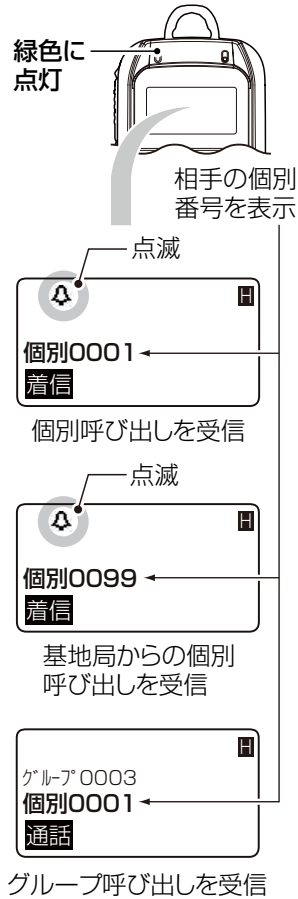 緑色に
点灯
相手の個別
番号を表示
点滅
H
個別0001
着信
個別呼び出しを受信
点滅
H
個別0099
着信
基地局からの個別
呼び出しを受信
H
ｸﾞﾙｰﾌﾟ0003
個別0001
通話
グループ呼び出しを受信